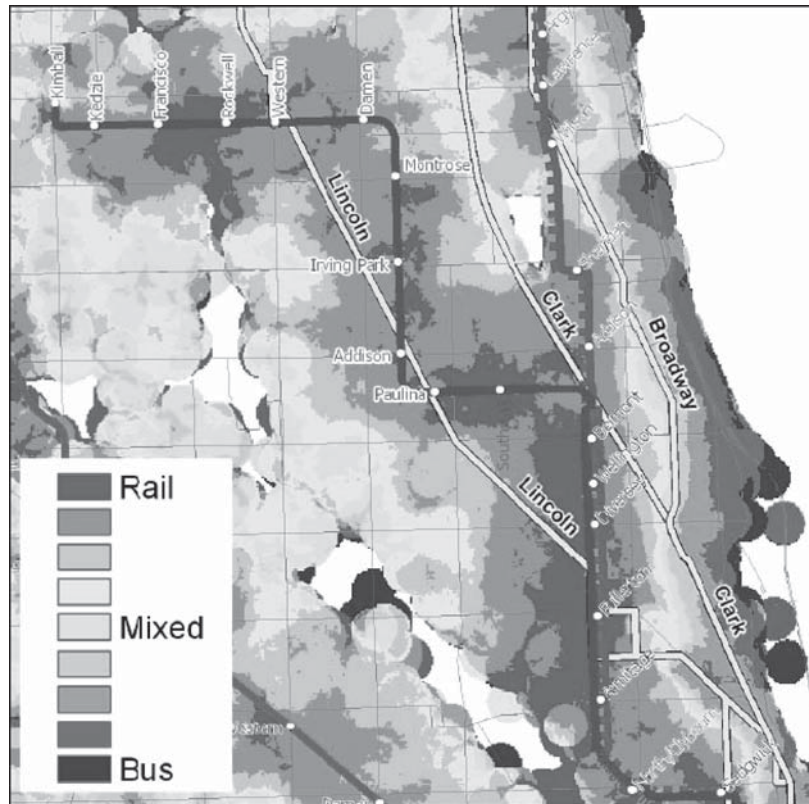 Kimball
Kedzie
Francisco
Rockwell
Western
Damen
Montrose
Lincoln
Irving Park
Clark
Broadway
Addison
Paulina
Belmont
Wellington
Lincoln
Fullerton
Clark
Armitage
Rail
Mixed
Bus